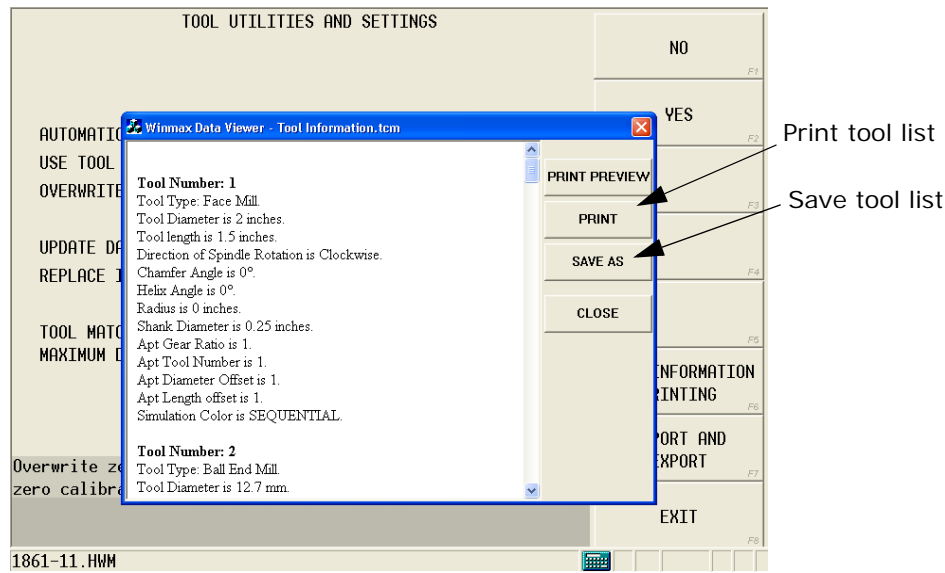 TOOL UTILITIES AND SETTINGS
NO
F1
YES
F2
F3
F4
F5
NFORMATION
INTING
F6
PORT AND
XPORT
F7
EXIT
F8
AUTOMATIC
USE TOOL
OVERWRITE
UPDATE DA
REPLACE I
TOOL MATC
MAXIMUM D
Overwrite ze
zero calibra
Winmax Data Viewer - Tool Information.tcm
Tool Number: 1
Tool Type: Face Mill.
Tool Diameter is 2 inches.
Tool length is 1.5 inches.
Direction of Spindle Rotation is Clockwise.
Chamfer Angle is 0°.
Helix Angle is 0°.
Radius is 0 inches.
Shank Diameter is 0.25 inches.
Apt Gear Ratio is 1.
Apt Tool Number is 1.
Apt Diameter Offset is 1.
Apt Length offset is 1.
Simulation Color is SEQUENTIAL.
Tool Number: 2
Tool Type: Ball End Mill.
Tool Diameter is 12.7 mm.
PRINT PREVIEW
PRINT
SAVE AS
CLOSE
Print tool list
Save tool list
1861-11.HWM